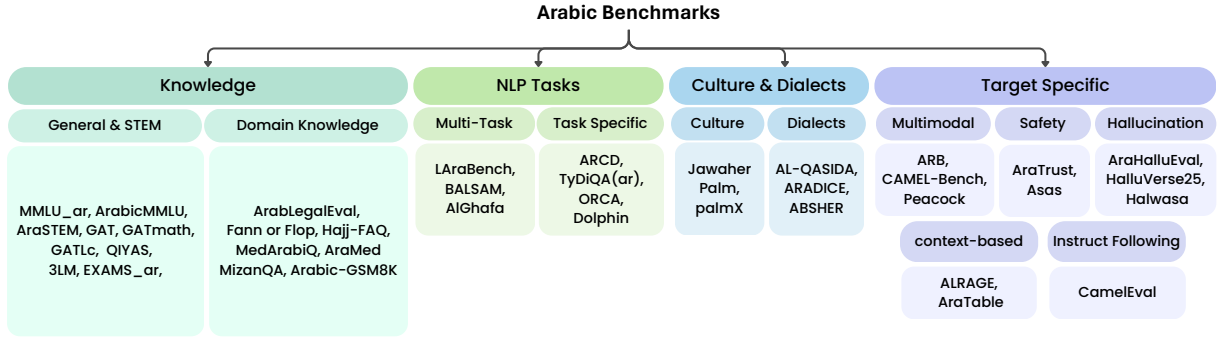 Arabic Benchmarks
Knowledge
General & STEM
MMLU_ar, ArabicMMLU,
AraSTEM, GAT, GATmath,
GATLc, QIYAS,
3LM, EXAMS_ar,
Domain Knowledge
ArabLegalEval,
Fann or Flop, Hajj-FAQ,
MedArabiQ, AraMed
MizanQA, Arabic-GSM8K
NLP Tasks
Multi-Task
LAraBench,
BALSAM,
AlGhafa
Task Specific
ARCD,
TyDiQA(ar),
ORCA,
Dolphin
Culture & Dialects
Culture
Jawaher
Palm,
palmX
Dialects
AL-QASIDA,
ARADICE,
ABSHER
Target Specific
Multimodal
ARB,
CAMEL-Bench,
Peacock
Safety
AraTrust,
Asas
Hallucination
AraHalluEval,
HalluVerse25,
Halwasa
context-based
ALRAGE,
AraTable
Instruct Following
CamelEval